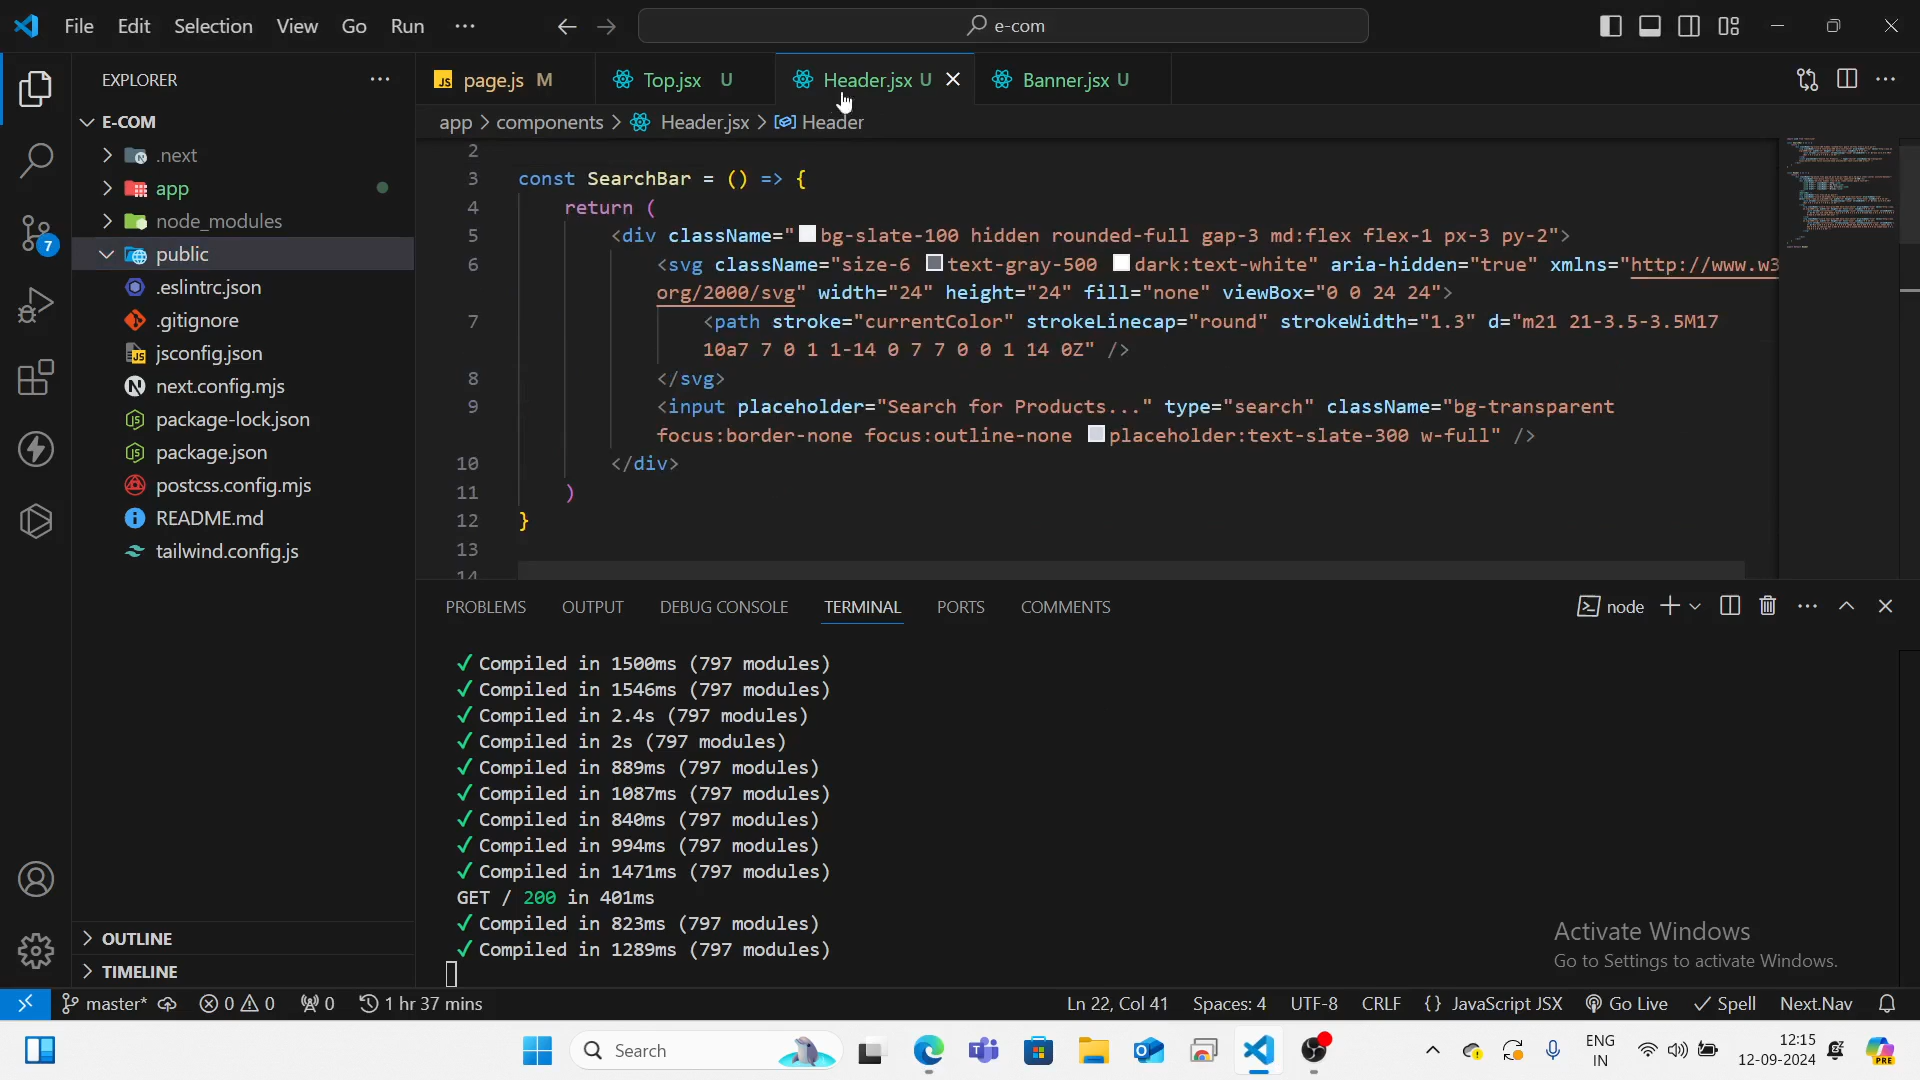 File Edit Selection View Go Run ···
e-com
EXPLORER
page.js M
Top.jsx U
Header.jsx U
Banner.jsx U
app > components > Header.jsx > Header
E-COM
.next
app
node_modules
public
.eslintrc.json
.gitignore
jsconfig.json
next.config.mjs
package-lock.json
package.json
postcss.config.mjs
README.md
tailwind.config.js
OUTLINE
TIMELINE
2
3 const SearchBar = () => {
4 return (
5 <div className="bg-slate-100 hidden rounded-full gap-3 md:flex flex-1 px-3 py-2">
6 <svg className="size-6 text-gray-500 dark:text-white" aria-hidden="true" xmlns="http://www.w3
org/2000/svg" width="24" height="24" fill="none" viewBox="0 0 24 24">
7 <path stroke="currentColor" strokeLinecap="round" strokeWidth="1.3" d="m21 21-3.5-3.5M17
10a7 7 0 1 1-14 0 7 7 0 0 1 14 0Z" />
8 </svg>
9 <input placeholder="Search for Products..." type="search" className="bg-transparent
focus:border-none focus:outline-none placeholder:text-slate-300 w-full" />
10 </div>
11 )
12 }
13
14
PROBLEMS OUTPUT DEBUG CONSOLE TERMINAL PORTS COMMENTS
node
✓ Compiled in 1500ms (797 modules)
✓ Compiled in 1546ms (797 modules)
✓ Compiled in 2.4s (797 modules)
✓ Compiled in 2s (797 modules)
✓ Compiled in 889ms (797 modules)
✓ Compiled in 1087ms (797 modules)
✓ Compiled in 840ms (797 modules)
✓ Compiled in 994ms (797 modules)
✓ Compiled in 1471ms (797 modules)
GET / 200 in 401ms
✓ Compiled in 823ms (797 modules)
✓ Compiled in 1289ms (797 modules)
Activate Windows
Go to Settings to activate Windows.
7
master* 0 0 0 1 hr 37 mins
Ln 22, Col 41 Spaces: 4 UTF-8 CRLF {} JavaScript JSX Go Live ✓ Spell Next.Nav
Search
ENG
IN
12:15
12-09-2024
PRE